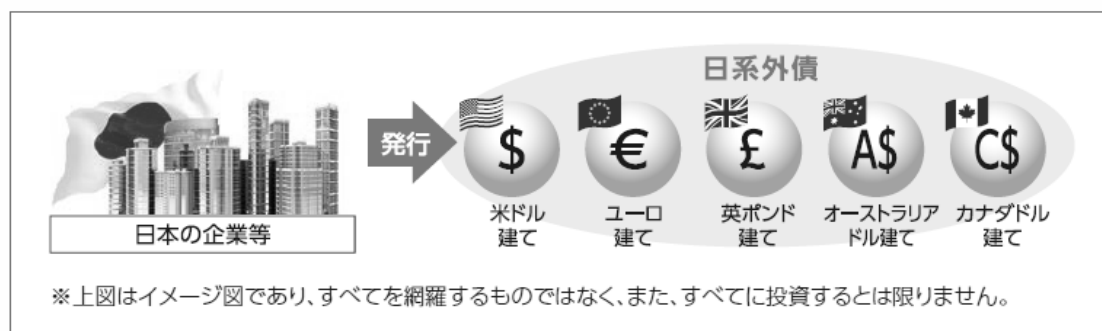 日系外債
発行
$ € £ A$ C$
米ドル
建て
ユーロ
建て
英ポンド
建て
オーストラリア
ドル建て
カナダドル
建て
日本の企業等
※上図はイメージ図であり、すべてを網羅するものではなく、また、すべてに投資するとは限りません。